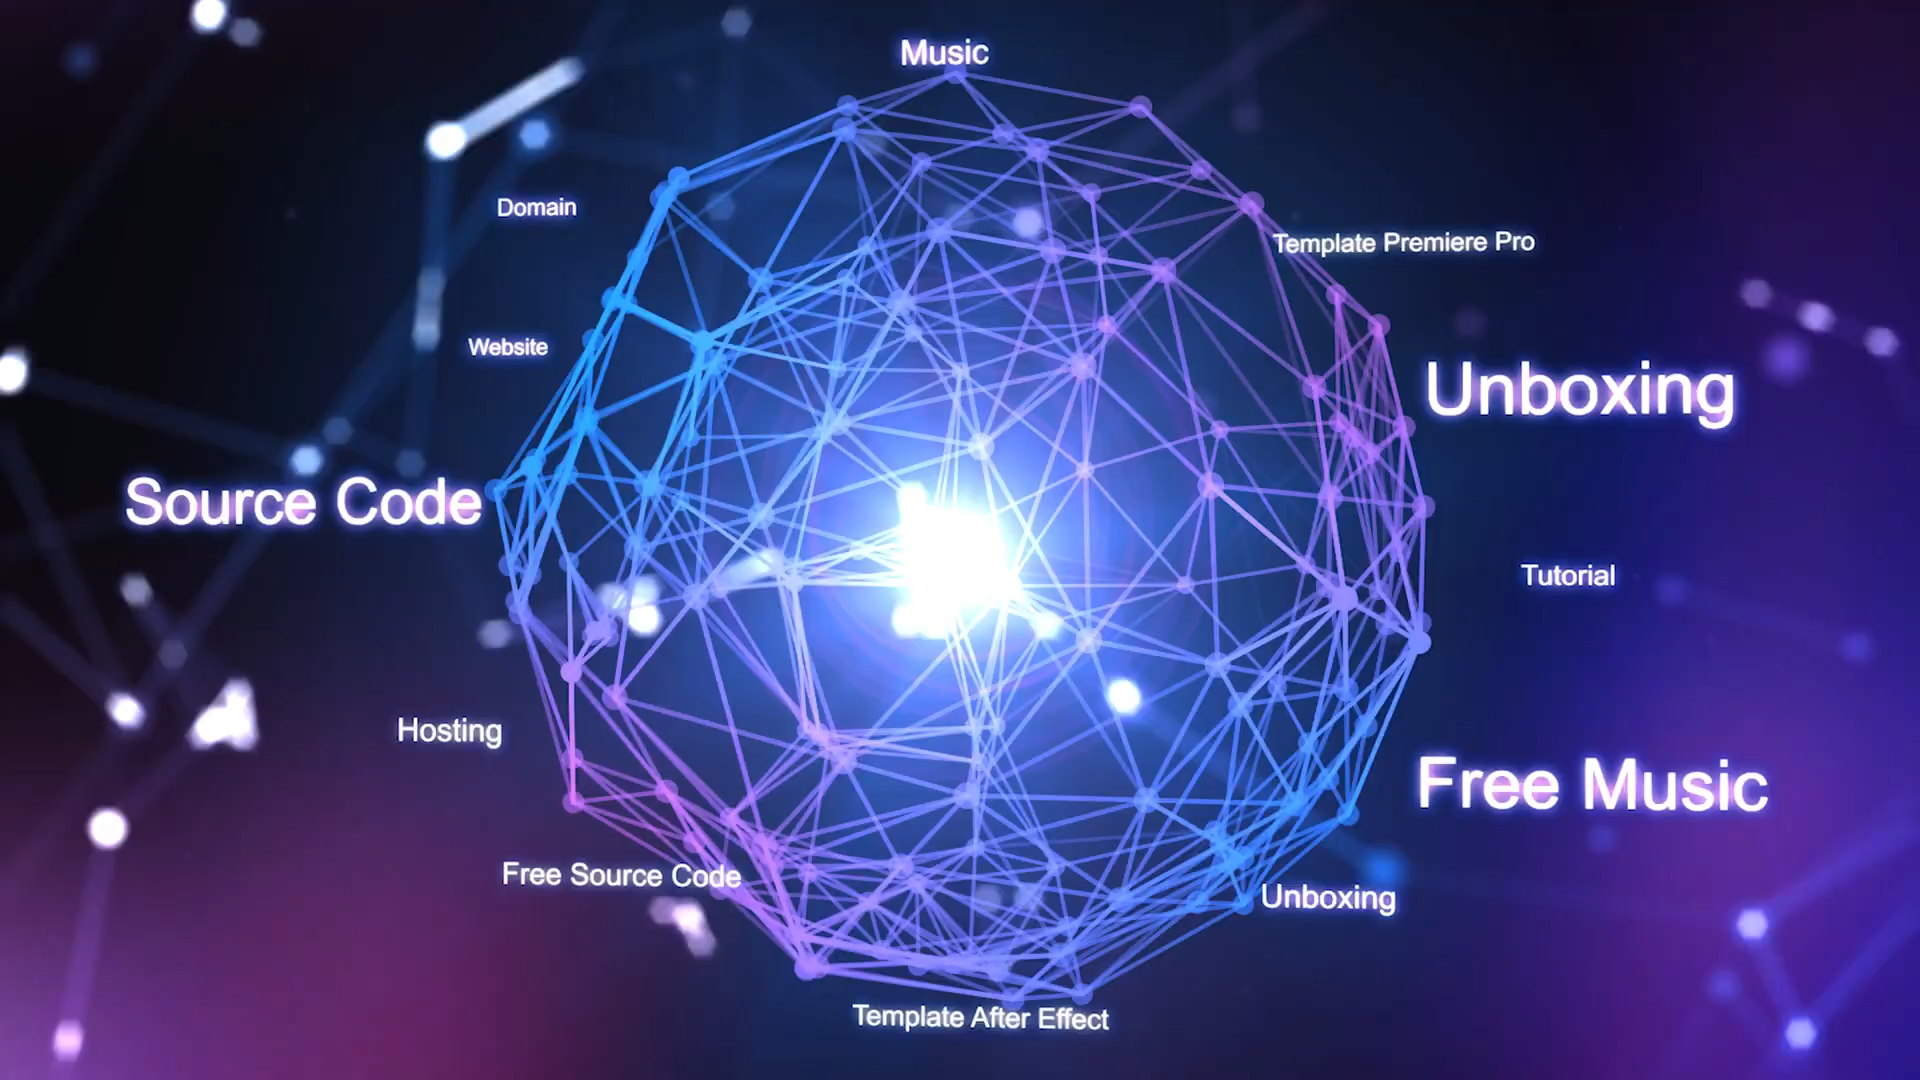 Music
Domain
Template Premiere Pro
Website
Unboxing
Source Code
Tutorial
Hosting
Free Music
Free Source Code
Unboxing
Template After Effect